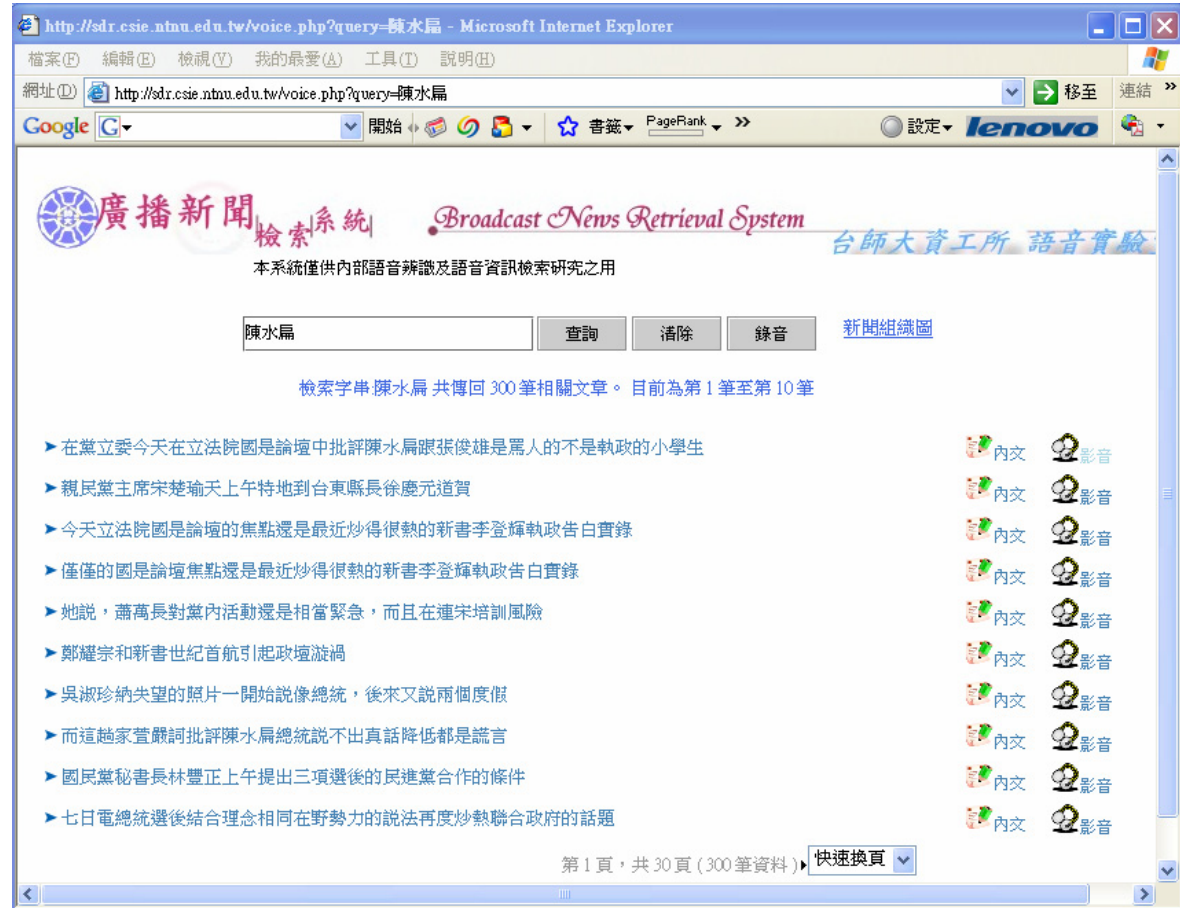 http://sdr.csie.ntnu.edu.tw/voice.php?query=陳水扁 - Microsoft Internet Explorer
檔案(F) 編輯(E) 檢視(V) 我的最愛(A) 工具(T) 說明(H)
網址(D) http://sdr.csie.ntnu.edu.tw/voice.php?query=陳水扁 移至 連結 »
Google G 開始 書籤 PageRank » 設定 lenovo
廣播新聞檢索系統 Broadcast News Retrieval System
台師大資工所 語音實驗
本系統僅供內部語音辨識及語音資訊檢索研究之用
陳水扁 查詢 清除 錄音 新聞組織圖
檢索字串:陳水扁 共傳回 300 筆相關文章。 目前為第 1 筆至第 10 筆
➤在黨立委今天在立法院國是論壇中批評陳水扁跟張俊雄是罵人的不是執政的小學生 內文 影音
➤親民黨主席宋楚瑜天上午特地到台東縣長徐慶元道賀 內文 影音
➤今天立法院國是論壇的焦點還是最近炒得很熱的新書李登輝執政告白實錄 內文 影音
➤僅僅的國是論壇焦點還是最近炒得很熱的新書李登輝執政告白實錄 內文 影音
➤她說，蕭萬長對黨內活動還是相當緊急，而且在連宋培訓風險 內文 影音
➤鄭耀宗和新書世紀首航引起政壇漩渦 內文 影音
➤吳淑珍納失望的照片一開始說像總統，後來又說兩個度假 內文 影音
➤而這趟家萱嚴詞批評陳水扁總統說不出真話降低都是謊言 內文 影音
➤國民黨秘書長林豐正上午提出三項選後的民進黨合作的條件 內文 影音
➤七日電總統選後結合理念相同在野勢力的說法再度炒熱聯合政府的話題 內文 影音
第 1 頁，共 30 頁 ( 300 筆資料 ) 快速換頁